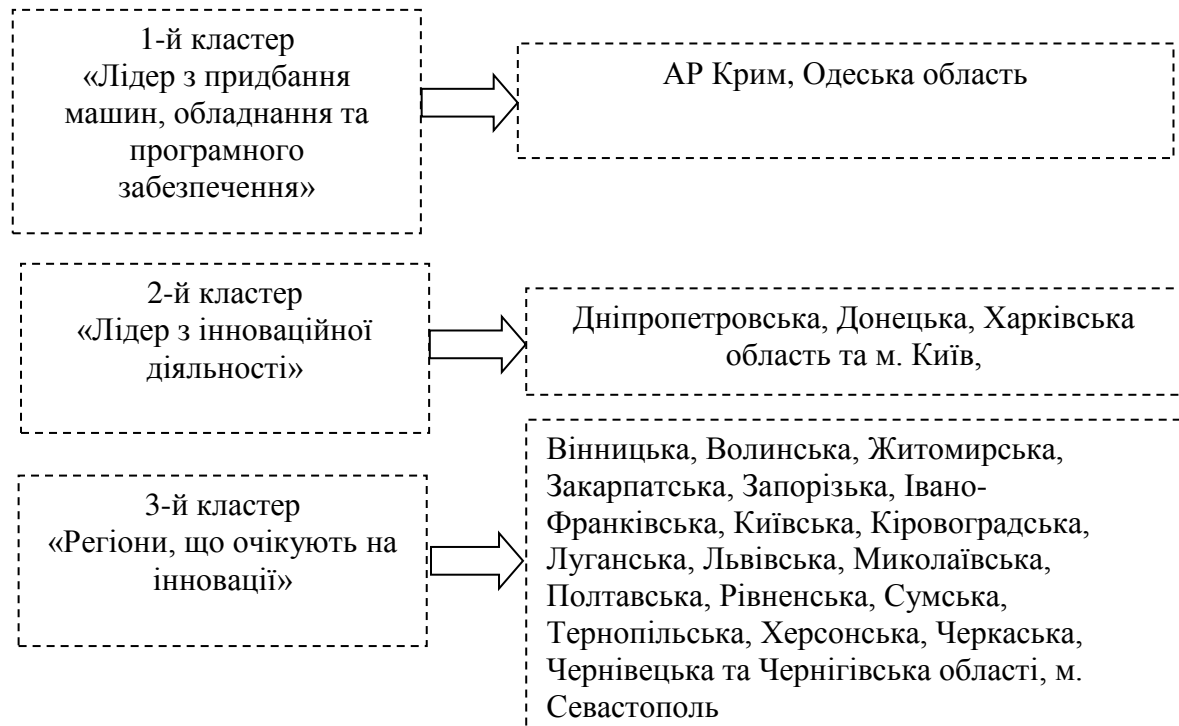 1-й кластер
«Лідер з придбання
машин, обладнання та
програмного
забезпечення»
АР Крим, Одеська область
2-й кластер
«Лідер з інноваційної
діяльності»
Дніпропетровська, Донецька, Харківська
область та м. Київ,
3-й кластер
«Регіони, що очікують на
інновації»
Вінницька, Волинська, Житомирська,
Закарпатська, Запорізька, Івано-
Франківська, Київська, Кіровоградська,
Луганська, Львівська, Миколаївська,
Полтавська, Рівненська, Сумська,
Тернопільська, Херсонська, Черкаська,
Чернівецька та Чернігівська області, м.
Севастополь